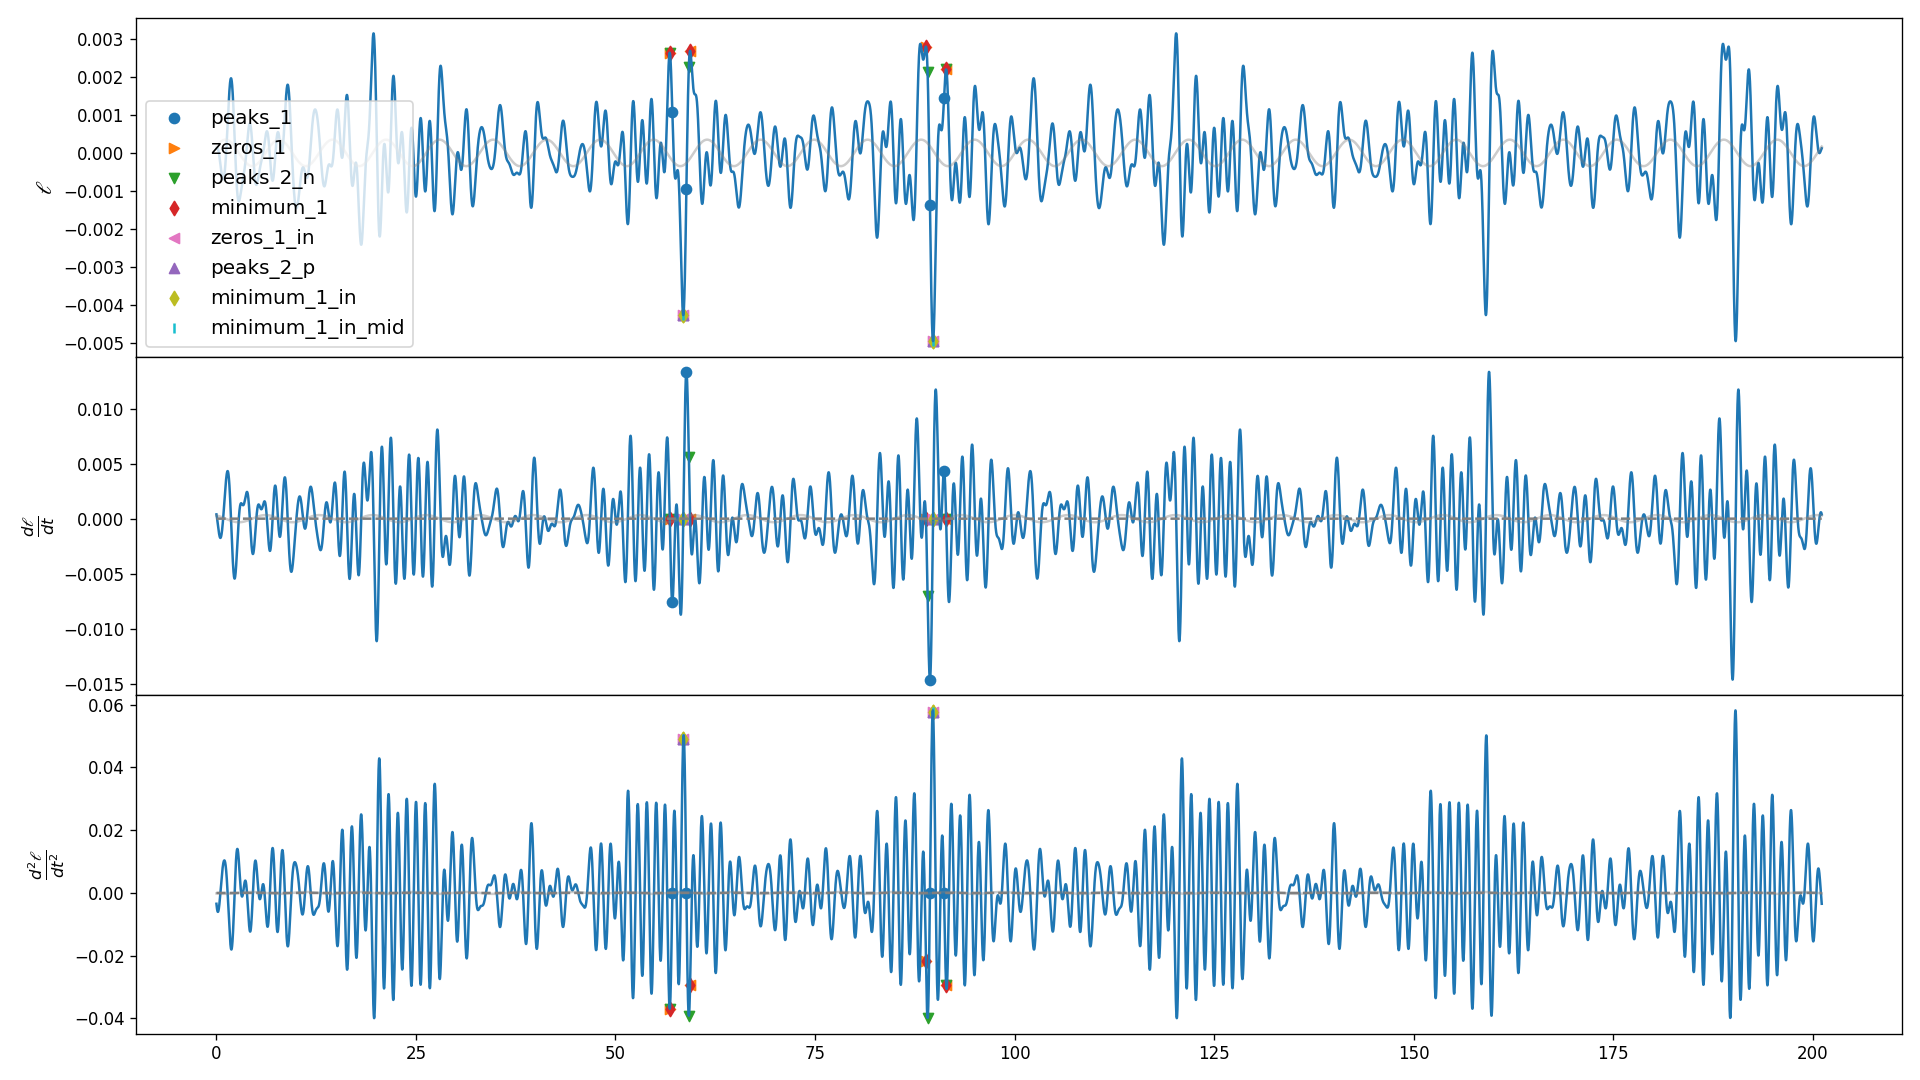 0.003
0.002
0.001
0.000
−0.001
−0.002
−0.003
−0.004
−0.005
ℓ
peaks_1
zeros_1
peaks_2_n
minimum_1
zeros_1_in
peaks_2_p
minimum_1_in
minimum_1_in_mid
0.010
0.005
0.000
−0.005
−0.010
−0.015
dℓ
dt
0.06
0.04
0.02
0.00
−0.02
−0.04
d²ℓ
dt²
0 25 50 75 100 125 150 175 200